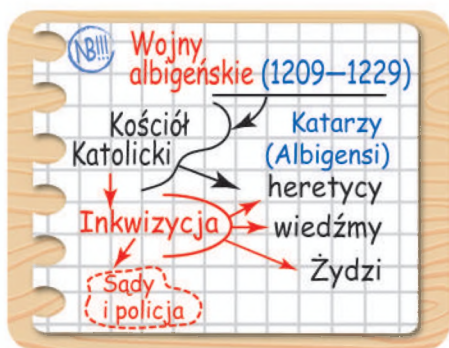 NB!!!
Wojny
albigeńskie (1209—1229)
Kościół
Katolicki
Katarzy
(Albigensi)
heretycy
Inkwizycja
wiedźmy
Żydzi
Sądy
i policja